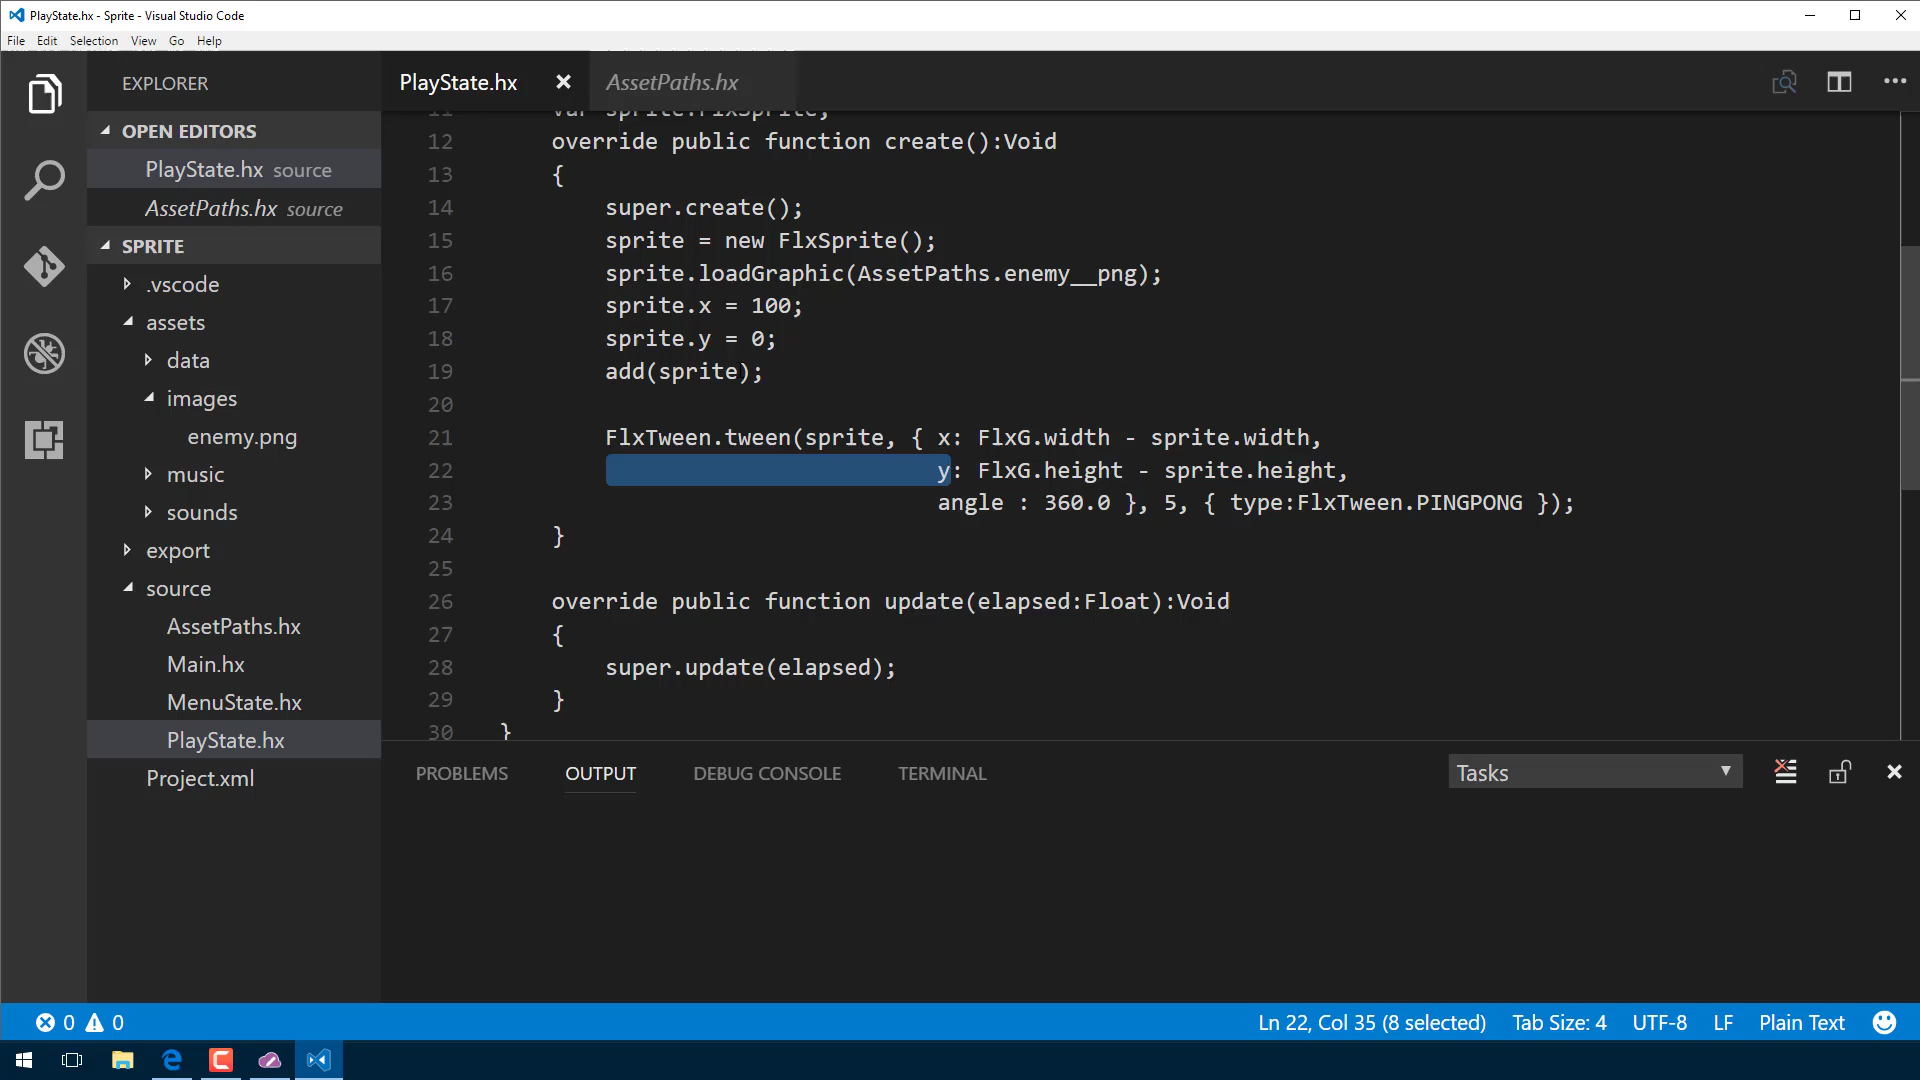 PlayState.hx - Sprite - Visual Studio Code
File Edit Selection View Go Help
EXPLORER
OPEN EDITORS
PlayState.hx source
AssetPaths.hx source
SPRITE
.vscode
assets
data
images
enemy.png
music
sounds
export
source
AssetPaths.hx
Main.hx
MenuState.hx
PlayState.hx
Project.xml
PlayState.hx AssetPaths.hx
11 var sprite:FlxSprite;
12 override public function create():Void
13 {
14 super.create();
15 sprite = new FlxSprite();
16 sprite.loadGraphic(AssetPaths.enemy__png);
17 sprite.x = 100;
18 sprite.y = 0;
19 add(sprite);
20
21 FlxTween.tween(sprite, { x: FlxG.width - sprite.width,
22 y: FlxG.height - sprite.height,
23 angle : 360.0 }, 5, { type:FlxTween.PINGPONG });
24 }
25
26 override public function update(elapsed:Float):Void
27 {
28 super.update(elapsed);
29 }
30 }
PROBLEMS OUTPUT DEBUG CONSOLE TERMINAL Tasks
0 0 Ln 22, Col 35 (8 selected) Tab Size: 4 UTF-8 LF Plain Text